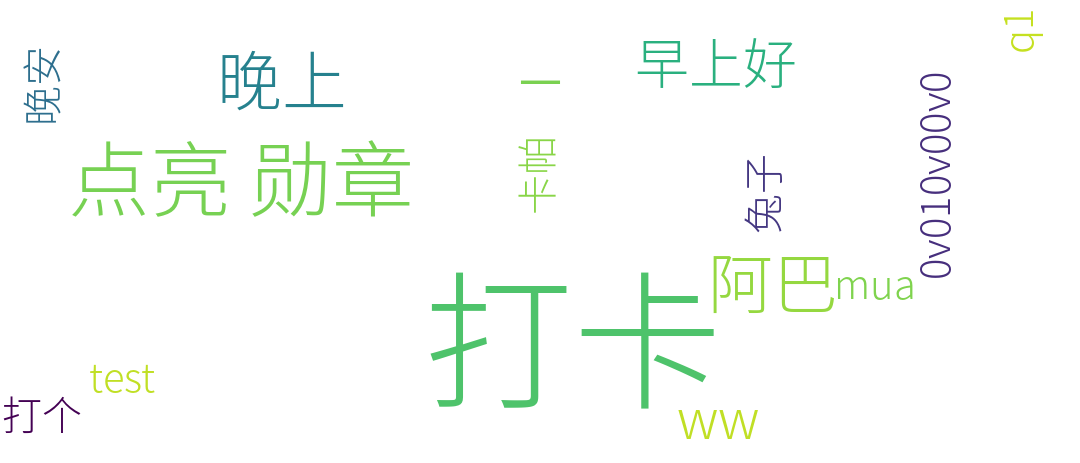 q1
晚安
晚上
早上好
一
0v010v00v0
点亮 勋章
卡帕
兔子
阿巴
mua
打卡
test
打个
ww